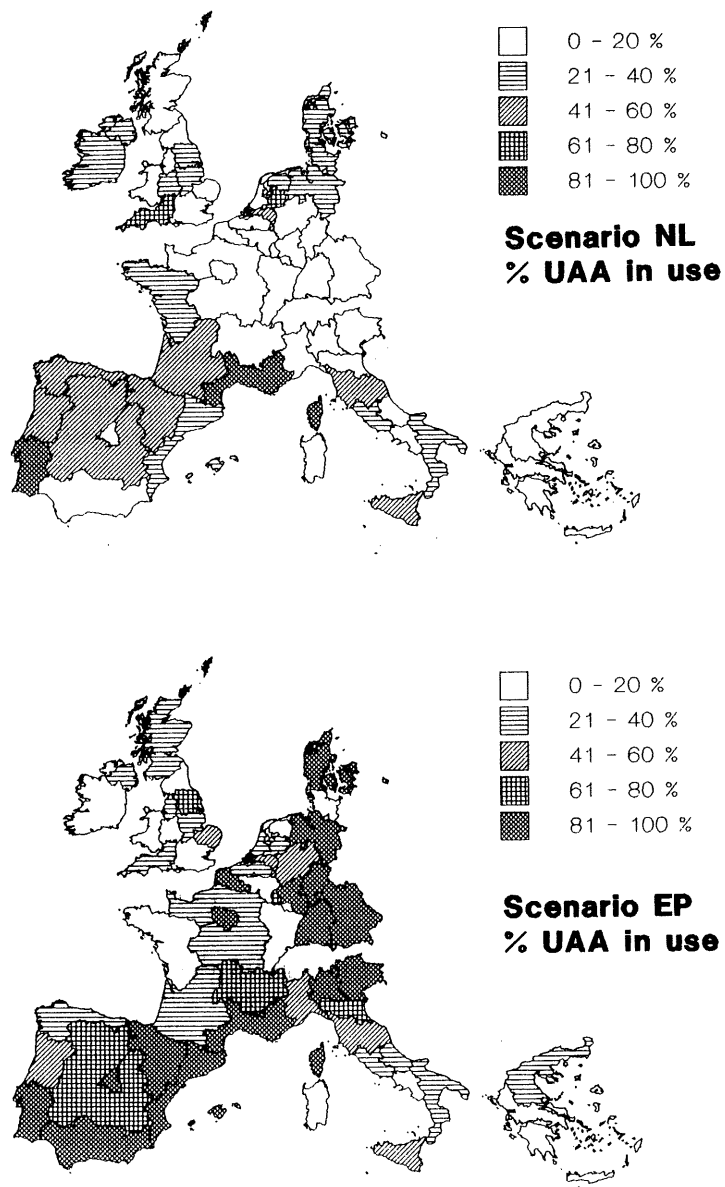 0 - 20 %
21 - 40 %
41 - 60 %
61 - 80 %
81 - 100 %
Scenario NL
% UAA in use
0 - 20 %
21 - 40 %
41 - 60 %
61 - 80 %
81 - 100 %
Scenario EP
% UAA in use